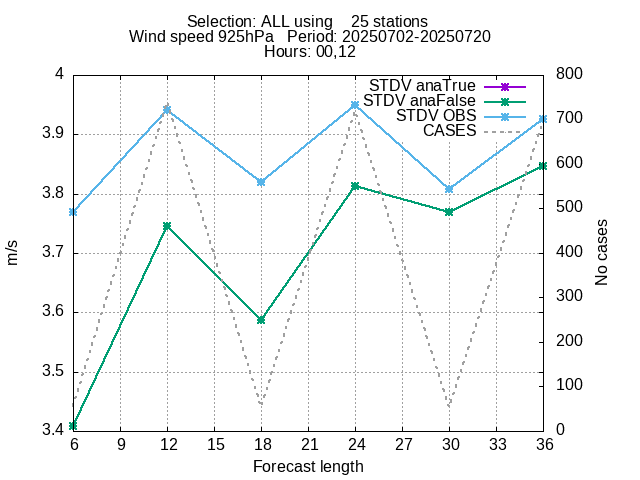 Selection: ALL using    25 stations
Wind speed 925hPa   Period: 20250702-20250720
Hours: 00,12
4
3.9
3.8
3.7
3.6
3.5
3.4
m/s
STDV anaTrue
STDV anaFalse
STDV OBS
CASES
800
700
600
500
400
300
200
100
0
No cases
6 9 12 15 18 21 24 27 30 33 36
Forecast length